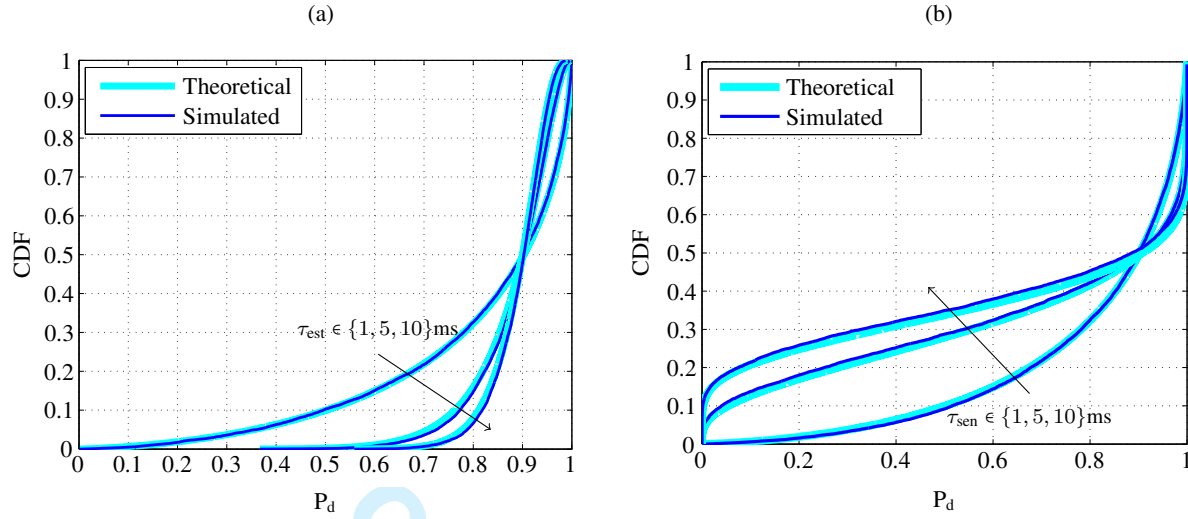 (a)
1
0.9
0.8
0.7
0.6
0.5
0.4
0.3
0.2
0.1
0
CDF
Theoretical
Simulated
τest ∈ {1, 5, 10}ms
0 0.1 0.2 0.3 0.4 0.5 0.6 0.7 0.8 0.9 1
Pd
(b)
1
0.9
0.8
0.7
0.6
0.5
0.4
0.3
0.2
0.1
0
CDF
Theoretical
Simulated
τsen ∈ {1, 5, 10}ms
0 0.2 0.4 0.6 0.8 1
Pd